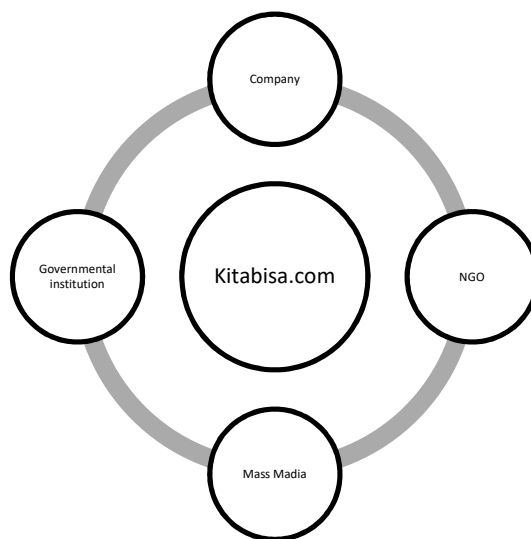 Company
Governmental
institution
Kitabisa.com
NGO
Mass Madia